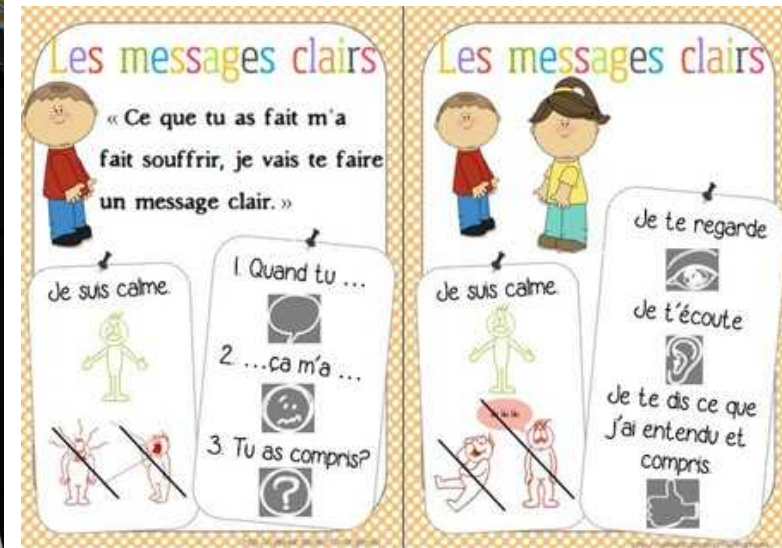 Les messages clairs
« Ce que tu as fait m'a
fait souffrir, je vais te faire
un message clair. »
Je suis calme.
1. Quand tu ...
2. ...ça m'a ...
3. Tu as compris?
Les messages clairs
Je suis calme.
Je te regarde
Je t'écoute
Je te dis ce que
j'ai entendu et
compris.